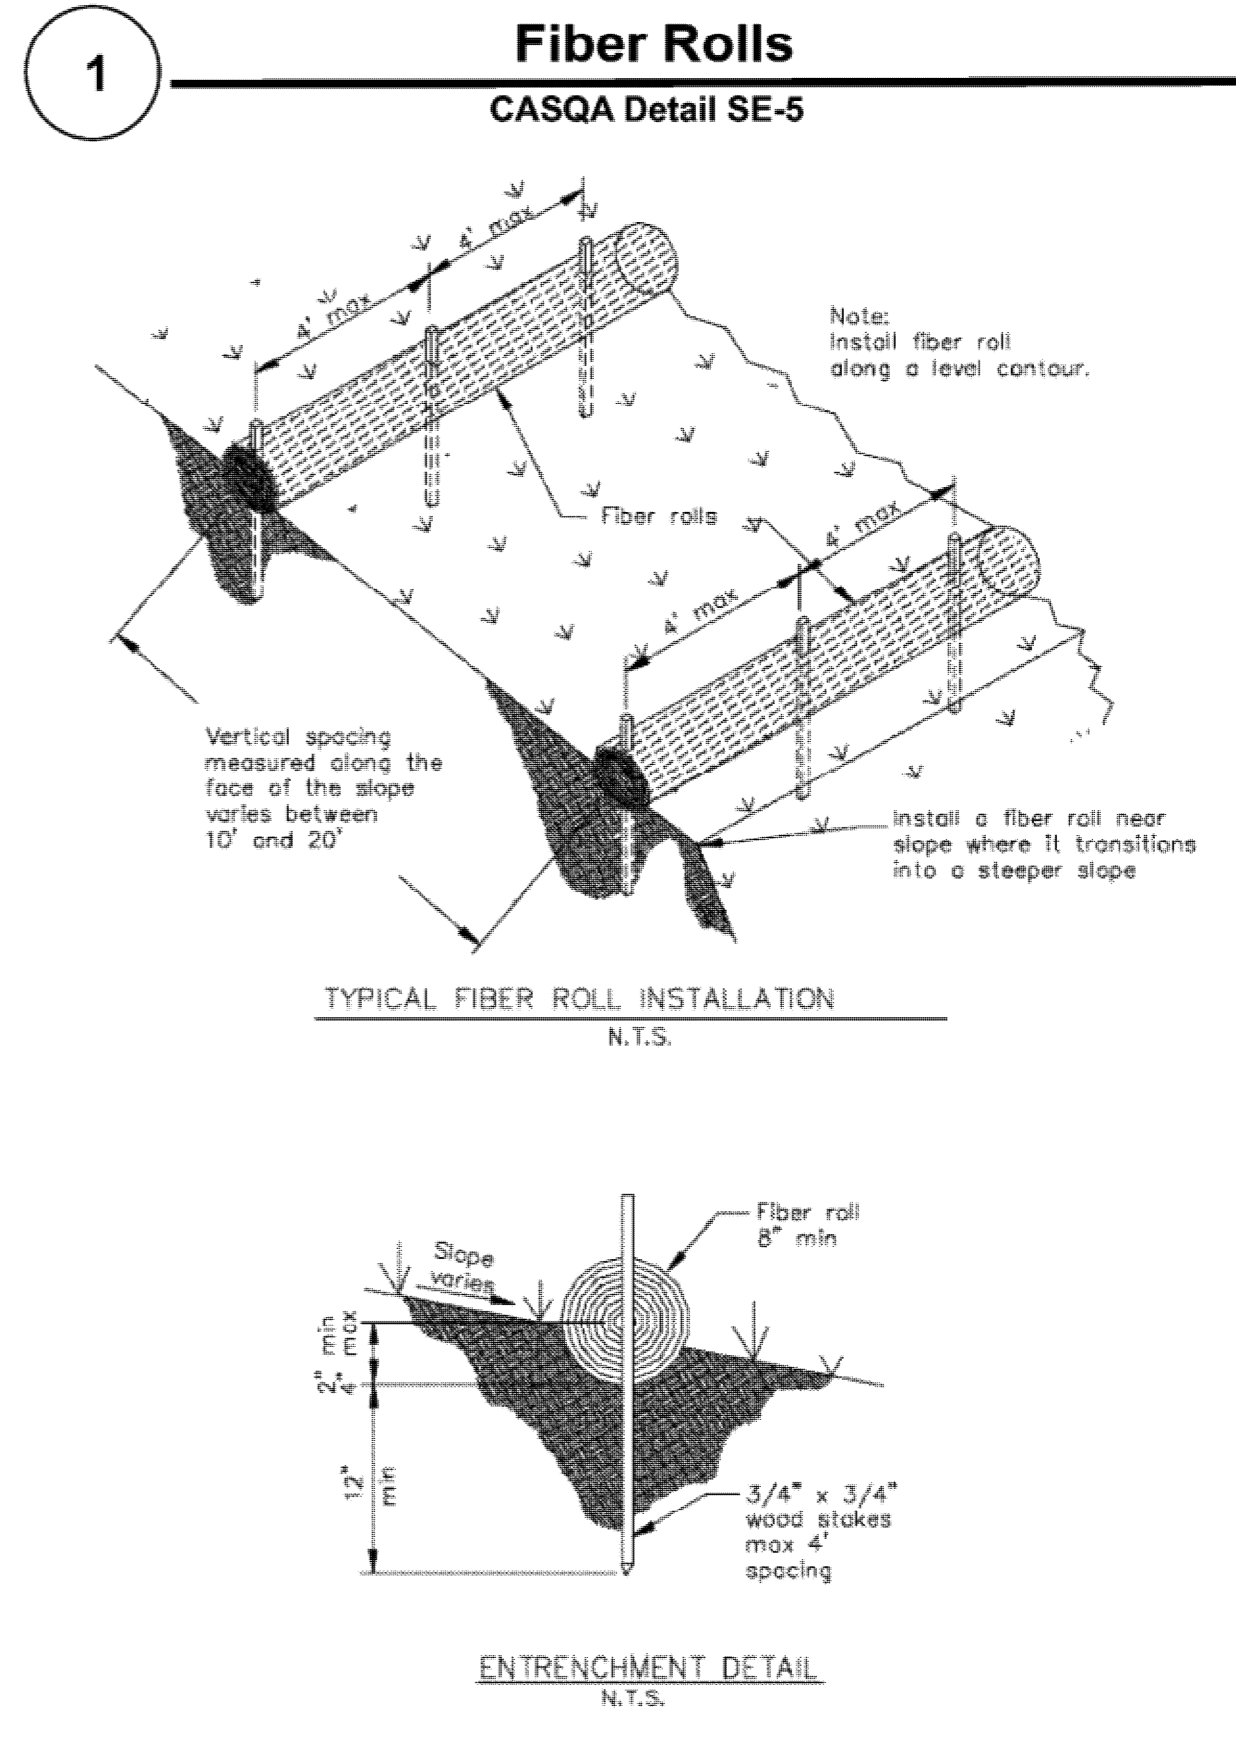 1
Fiber Rolls
CASQA Detail SE-5
4' max
4' max
Note:
Install fiber roll
along a level contour.
Fiber rolls
4' max
4' max
Vertical spacing
measured along the
face of the slope
varies between
10' and 20'
Install a fiber roll near
slope where it transitions
into a steeper slope
TYPICAL FIBER ROLL INSTALLATION
N.T.S.
Fiber roll
8" min
Slope
varies
2" min
4" max
12"
min
3/4" x 3/4"
wood stakes
max 4'
spacing
ENTRENCHMENT DETAIL
N.T.S.